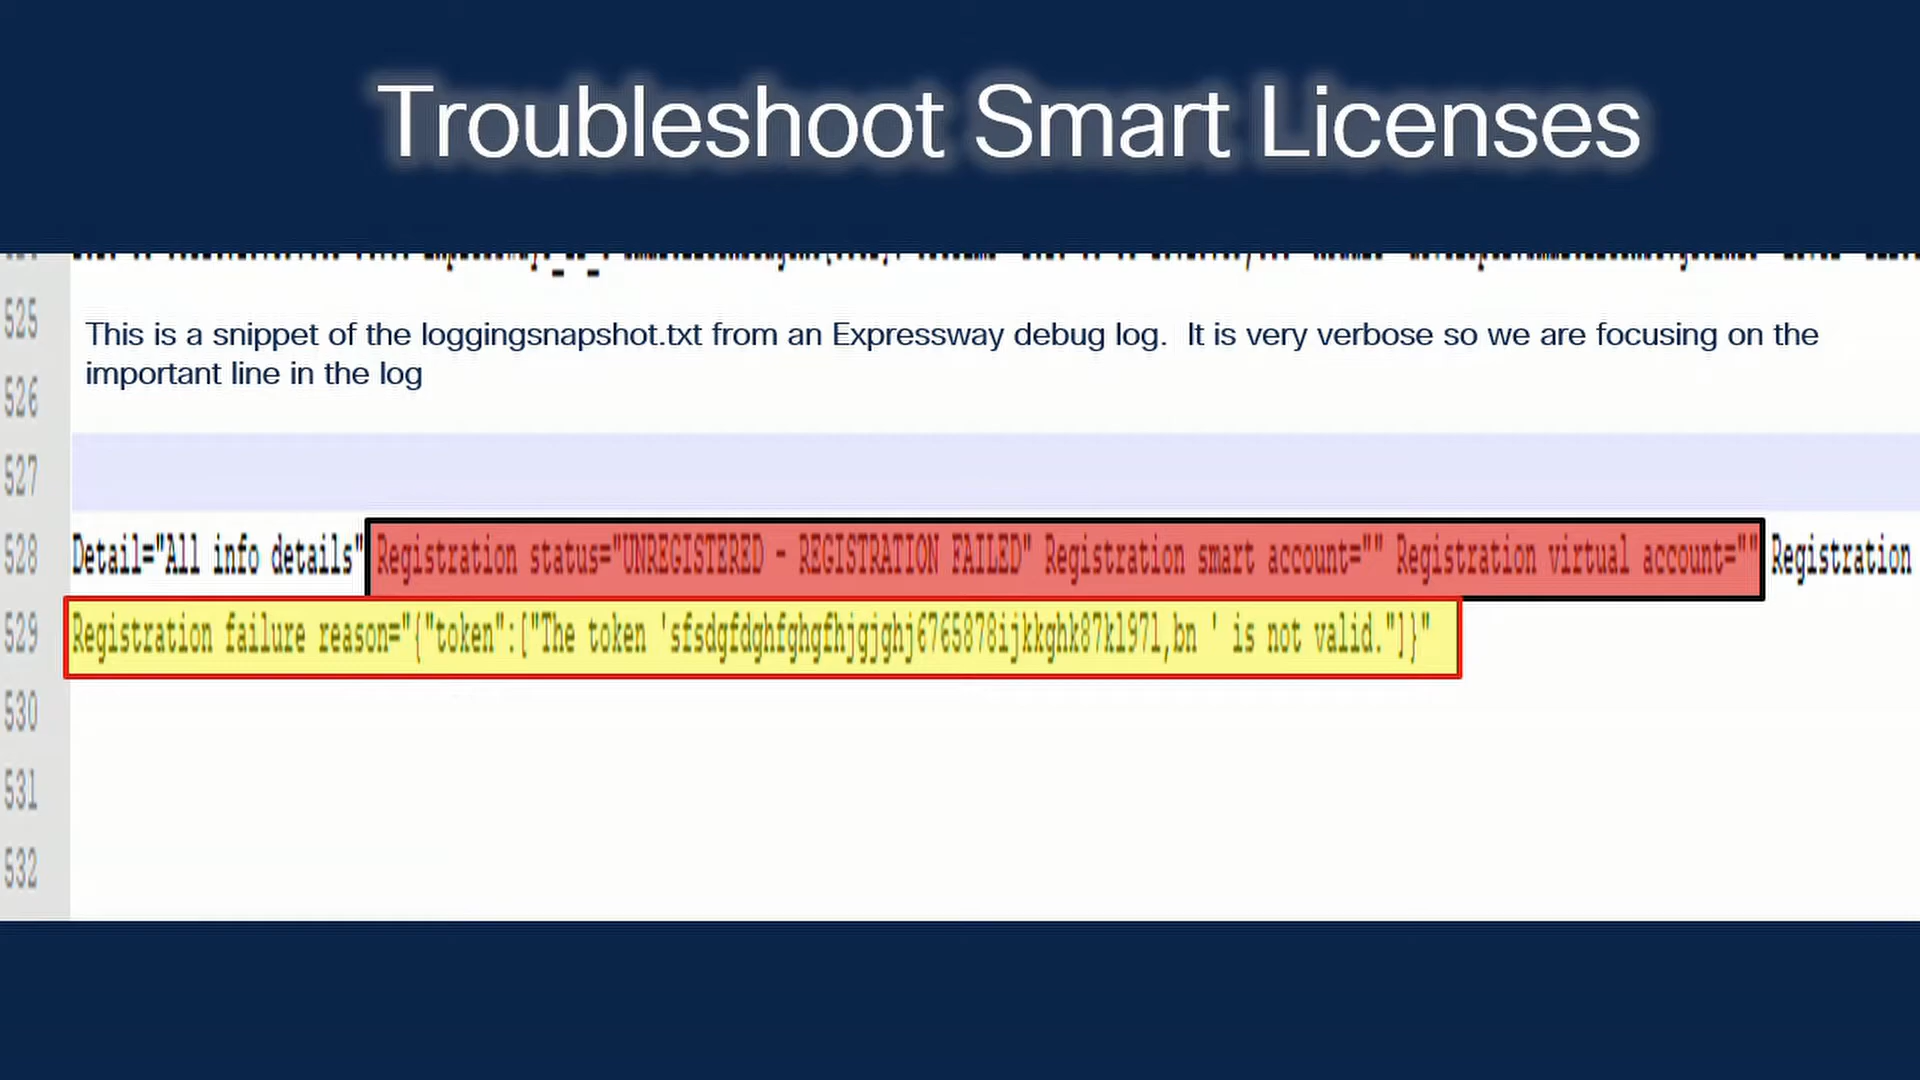 Troubleshoot Smart Licenses
525
This is a snippet of the loggingsnapshot.txt from an Expressway debug log.  It is very verbose so we are focusing on the
important line in the log
526
527
528 Detail="All info details" Registration status="UNREGISTERED - REGISTRATION FAILED" Registration smart account="" Registration virtual account="" Registration
529 Registration failure reason="{"token":["The token 'sfsdgfdghfghgfhjgjghj6765878ijkkghk87kl97l,bn ' is not valid."]}"
530
531
532